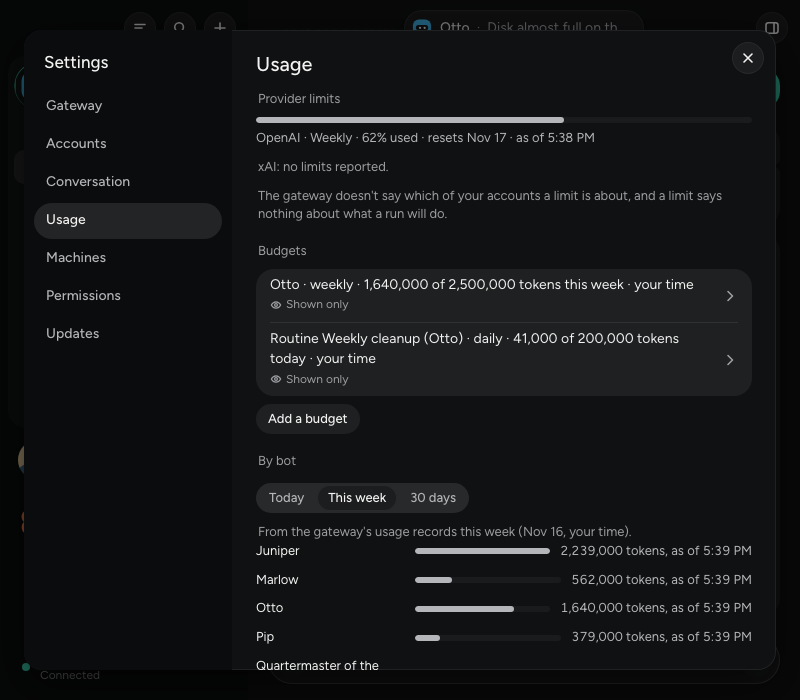 Otto · Disk almost full on th
Settings
Gateway
Accounts
Conversation
Usage
Machines
Permissions
Updates
Usage
Provider limits
OpenAI · Weekly · 62% used · resets Nov 17 · as of 5:38 PM
xAI: no limits reported.
The gateway doesn't say which of your accounts a limit is about, and a limit says
nothing about what a run will do.
Budgets
Otto · weekly · 1,640,000 of 2,500,000 tokens this week · your time
Shown only
Routine Weekly cleanup (Otto) · daily · 41,000 of 200,000 tokens
today · your time
Shown only
Add a budget
By bot
Today This week 30 days
From the gateway's usage records this week (Nov 16, your time).
Juniper 2,239,000 tokens, as of 5:39 PM
Marlow 562,000 tokens, as of 5:39 PM
Otto 1,640,000 tokens, as of 5:39 PM
Pip 379,000 tokens, as of 5:39 PM
Quartermaster of the
Connected